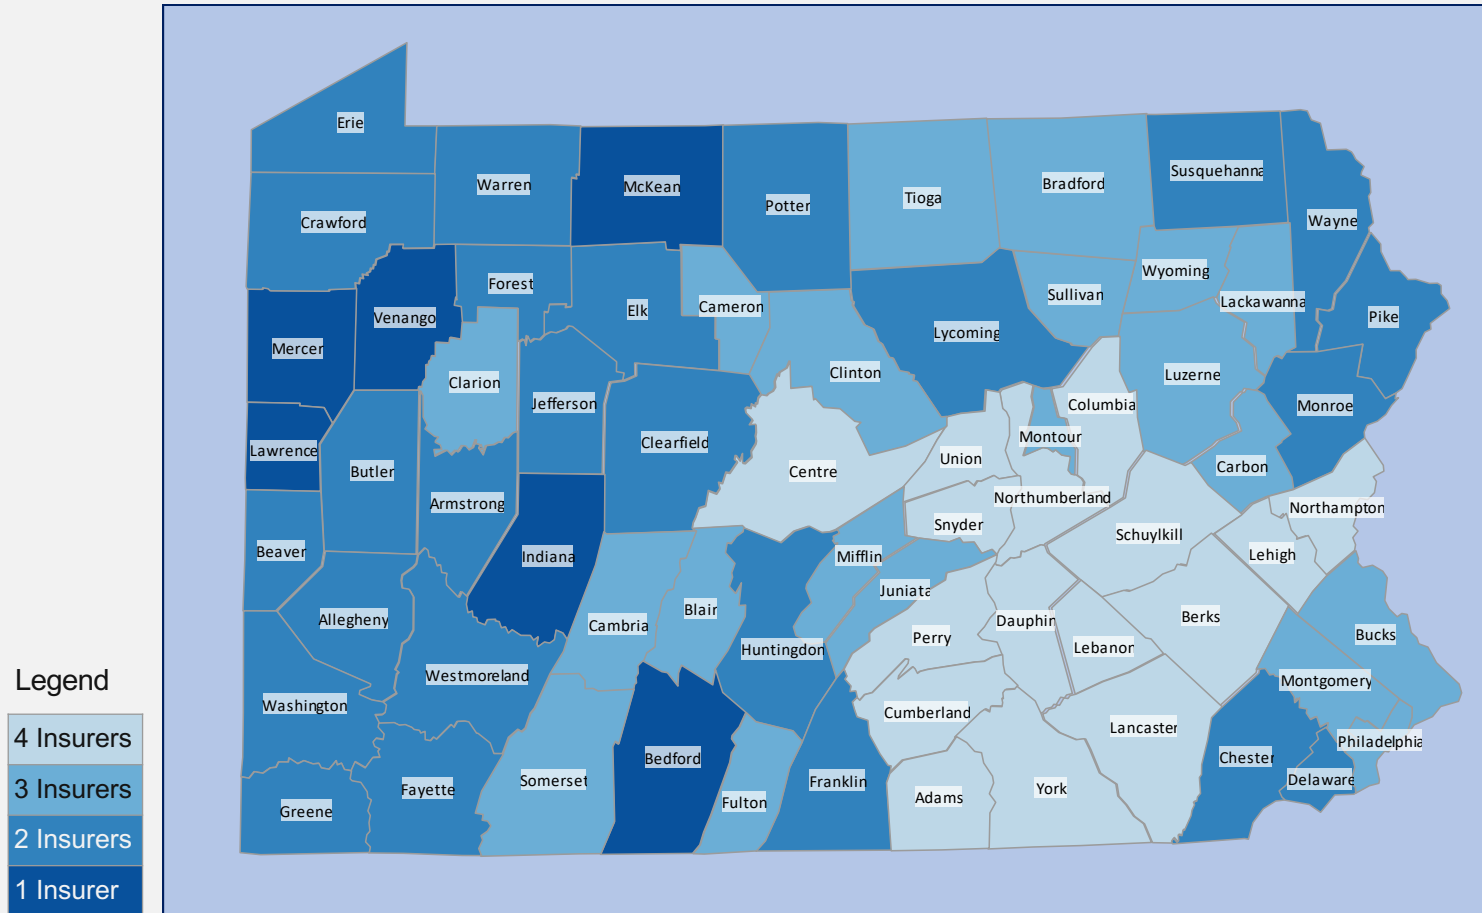 Erie
Warren
McKean
Potter
Tioga
Bradford
Susquehanna
Wayne
Crawford
Forest
Elk
Cameron
Sullivan
Wyoming
Lackawanna
Pike
Venango
Mercer
Clarion
Jefferson
Clinton
Lycoming
Luzerne
Monroe
Columbia
Montour
Lawrence
Butler
Armstrong
Clearfield
Centre
Union
Carbon
Northumberland
Northampton
Snyder
Schuylkill
Lehigh
Beaver
Indiana
Mifflin
Juniata
Allegheny
Cambria
Blair
Huntingdon
Perry
Dauphin
Lebanon
Berks
Bucks
Westmoreland
Washington
Montgomery
Cumberland
Lancaster
Philadelphia
Chester
Delaware
Greene
Fayette
Somerset
Bedford
Fulton
Franklin
Adams
York
Legend
4 Insurers
3 Insurers
2 Insurers
1 Insurer